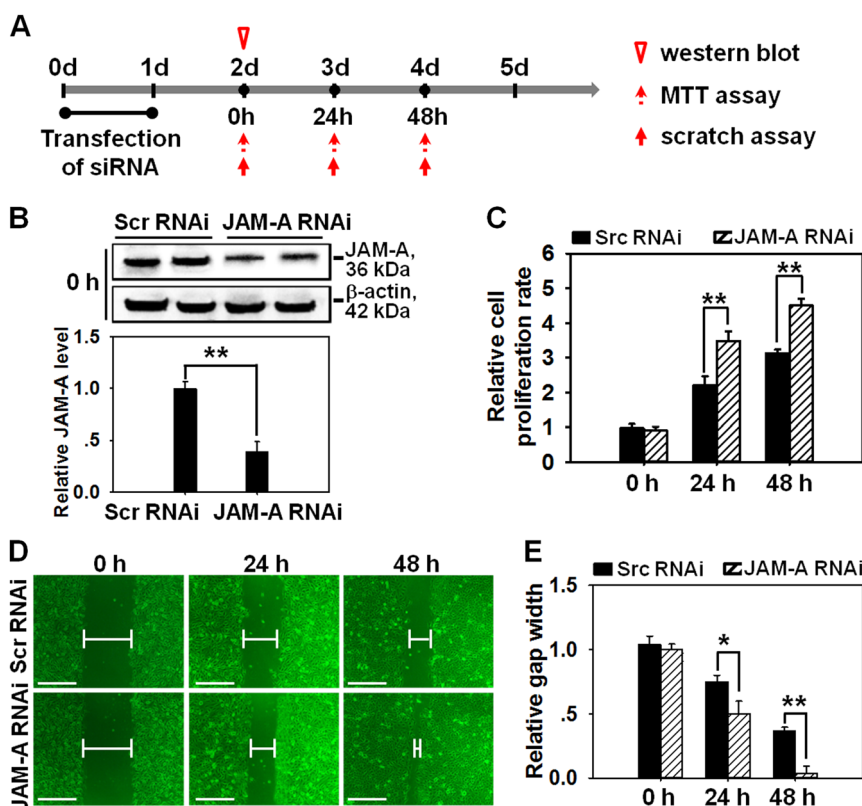 A
0d 1d 2d 3d 4d 5d
0h 24h 48h
Transfection
of siRNA
western blot
MTT assay
scratch assay
B
Scr RNAi JAM-A RNAi
0 h
JAM-A,
36 kDa
β-actin,
42 kDa
Relative JAM-A level
1.5
1.0
.5
0.0
**
Scr RNAi JAM-A RNAi
C
Src RNAi JAM-A RNAi
Relative cell
proliferation rate
6
5
4
3
2
1
0
**
**
0 h 24 h 48 h
D
0 h 24 h 48 h
Scr RNAi
JAM-A RNAi
E
Src RNAi JAM-A RNAi
Relative gap width
1.5
1.0
.5
0.0
*
**
0 h 24 h 48 h